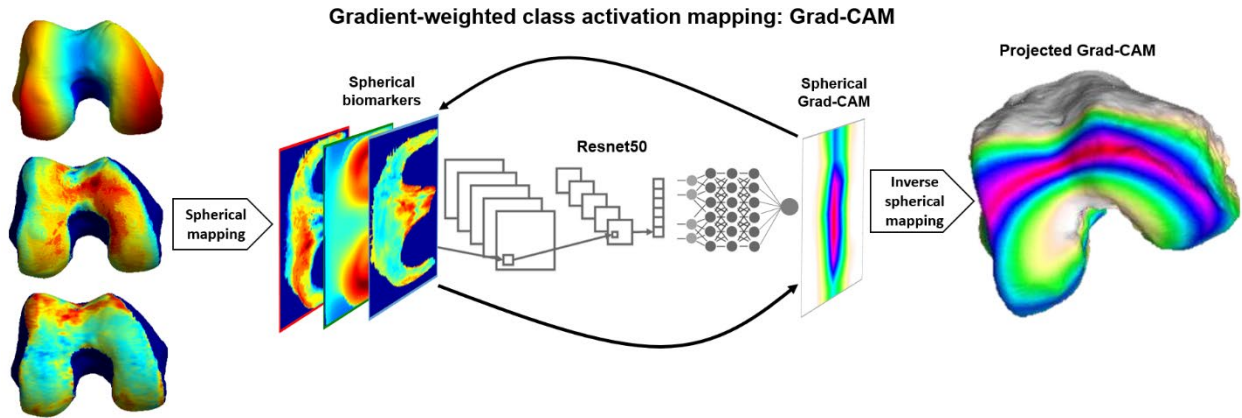 Gradient-weighted class activation mapping: Grad-CAM
Projected Grad-CAM
Spherical
biomarkers
Spherical
Grad-CAM
Resnet50
Spherical
mapping
Inverse
spherical
mapping